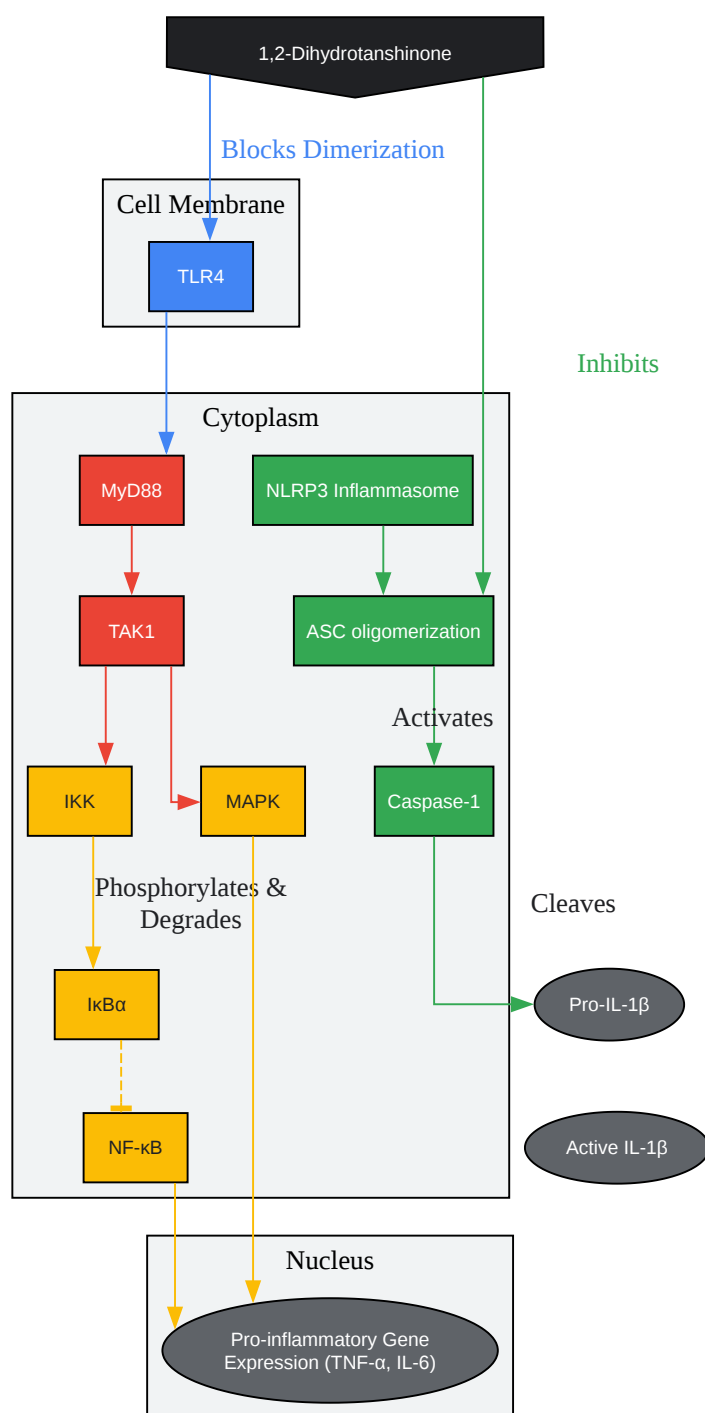 1,2-Dihydrotanshinone
Blocks Dimerization
Cell Membrane
TLR4
Inhibits
Cytoplasm
MyD88
NLRP3 Inflammasome
TAK1
ASC oligomerization
Activates
IKK
MAPK
Caspase-1
Phosphorylates &
Degrades
Cleaves
IκBα
Pro-IL-1β
NF-κB
Active IL-1β
Nucleus
Pro-inflammatory Gene
Expression (TNF-α, IL-6)